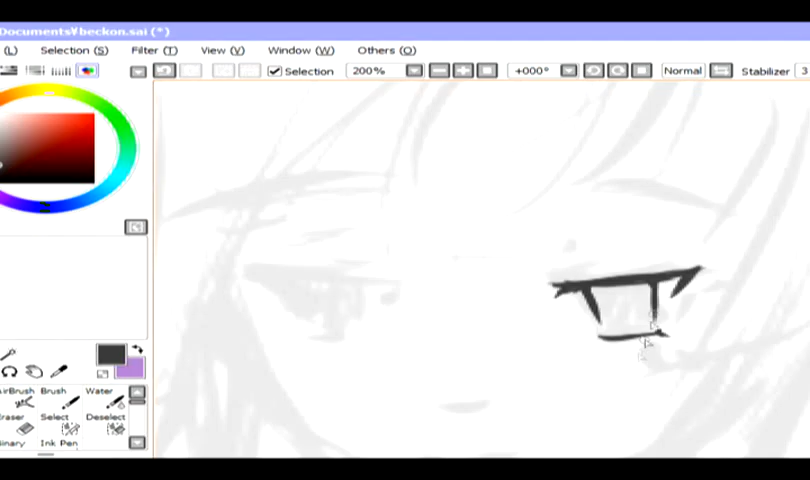 Documents¥beckon.sai (*)
(L) Selection (S) Filter (T) View (V) Window (W) Others (O)
Selection 200% +000° Normal Stabilizer 3
AirBrush Brush Water
Eraser Select Deselect
Binary Ink Pen